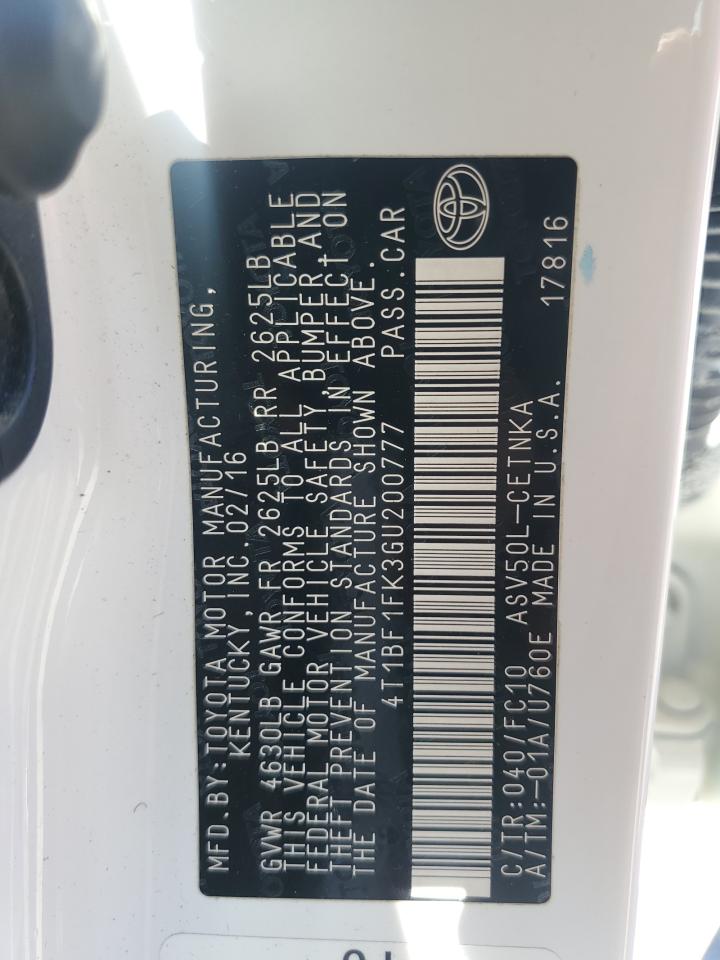 MFD.BY:TOYOTA MOTOR MANUFACTURING,
KENTUCKY,INC. 02/16
GVWR 4630LB GAWR FR 2625LB RR 2625LB
THIS VEHICLE CONFORMS TO ALL APPLICABLE
FEDERAL MOTOR VEHICLE SAFETY,BUMPER,AND
THEFT PREVENTION STANDARDS IN EFFECT ON
THE DATE OF MANUFACTURE SHOWN ABOVE.
4T1BF1FK3GU200777 PASS.CAR
C/TR:040/FC10 ASV50L-CETNKA
A/TM:-01A/U760E MADE IN U.S.A. 17816